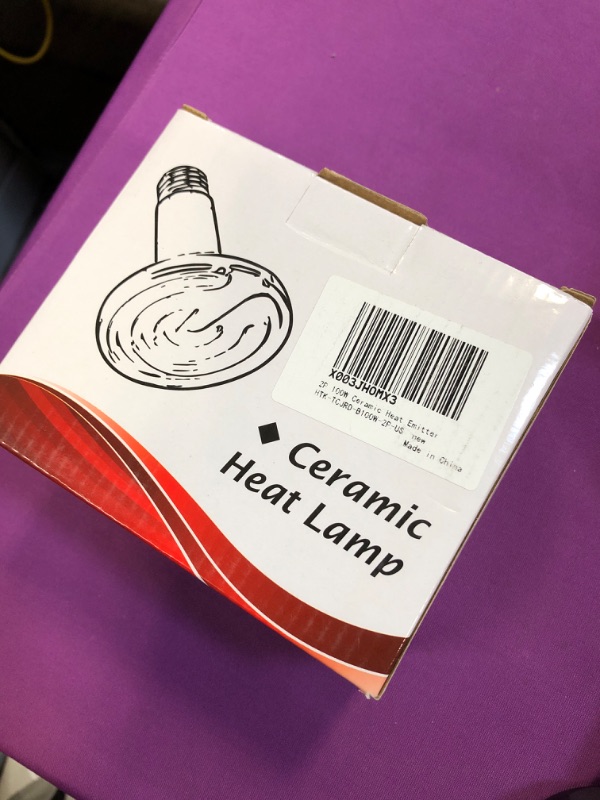 X003JHOMX3
2P 100W Ceramic Heat Emitter
HTK-TCJRD-B100W-2P-US new
Made in China
◆ Ceramic
Heat Lamp